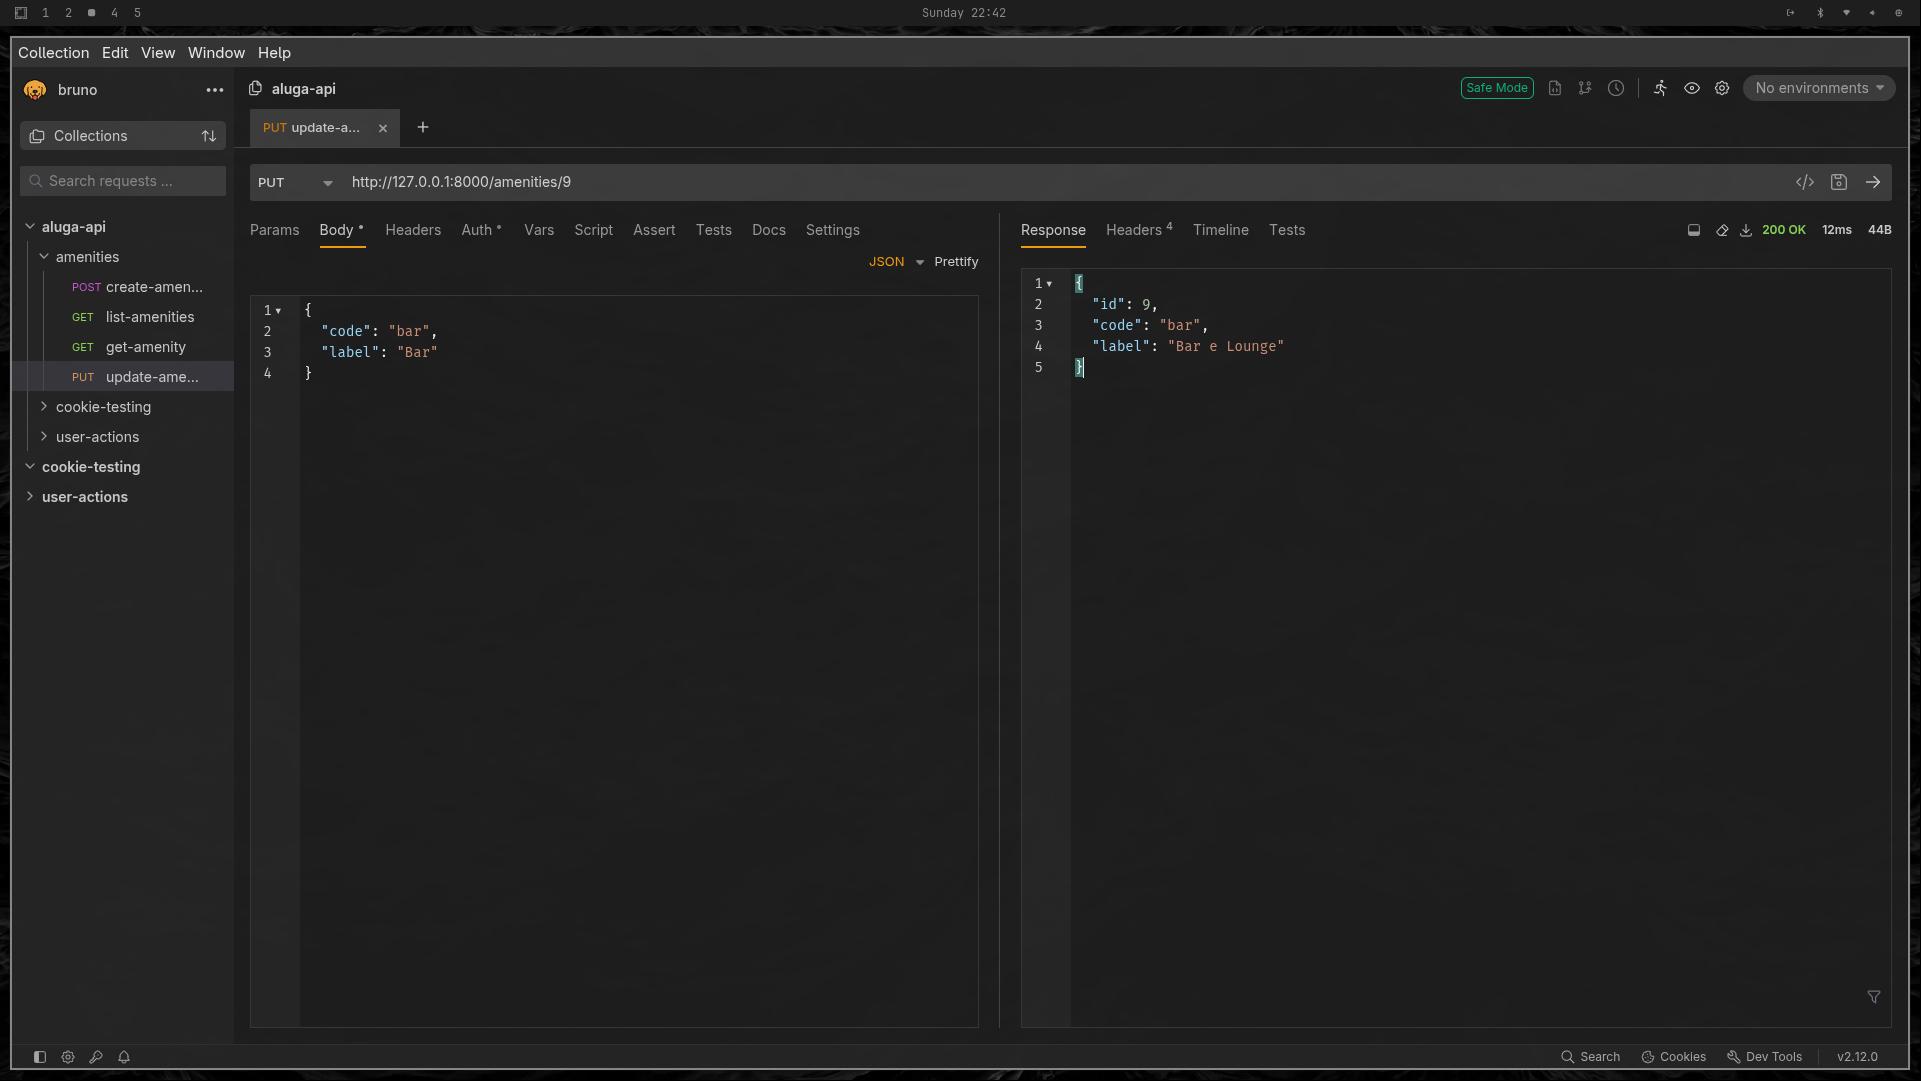 1 2 4 5 Sunday 22:42
Collection Edit View Window Help
bruno
aluga-api
Safe Mode
No environments
Collections
PUT update-a...
Search requests ...
PUT http://127.0.0.1:8000/amenities/9
aluga-api
amenities
POST create-amen...
GET list-amenities
GET get-amenity
PUT update-ame...
cookie-testing
user-actions
cookie-testing
user-actions
Params Body Headers Auth Vars Script Assert Tests Docs Settings
JSON Prettify
1 {
2 "code": "bar",
3 "label": "Bar"
4 }
Response Headers 4 Timeline Tests
200 OK 12ms 44B
1 {
2 "id": 9,
3 "code": "bar",
4 "label": "Bar e Lounge"
5 }
Search Cookies Dev Tools v2.12.0